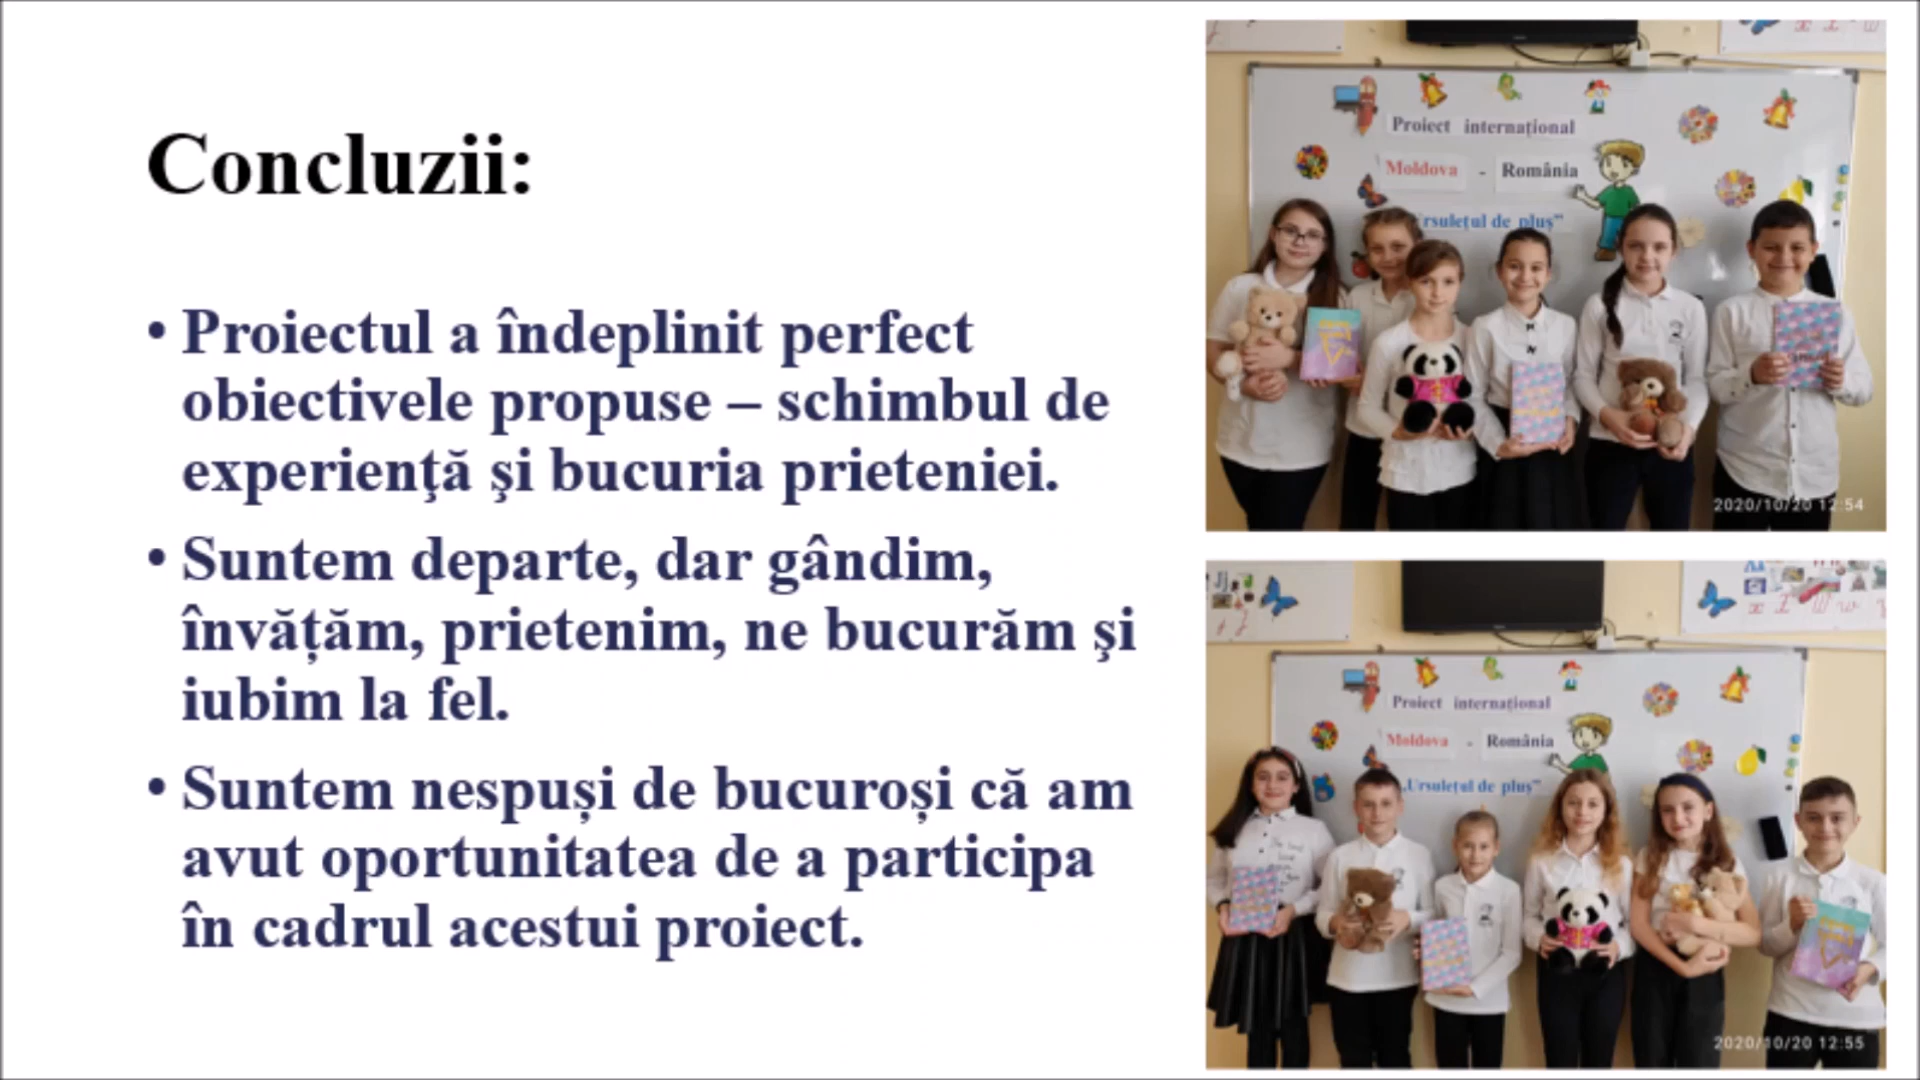 Concluzii:
• Proiectul a îndeplinit perfect
obiectivele propuse – schimbul de
experienţă şi bucuria prieteniei.
• Suntem departe, dar gândim,
învățăm, prietenim, ne bucurăm şi
iubim la fel.
• Suntem nespuși de bucuroși că am
avut oportunitatea de a participa
în cadrul acestui proiect.
Proiect internațional
Moldova - România
rsulețul de pluș”
2020/10/20 12:54
Proiect internațional
Moldova - România
„Ursulețul de pluș”
2020/10/20 12:55